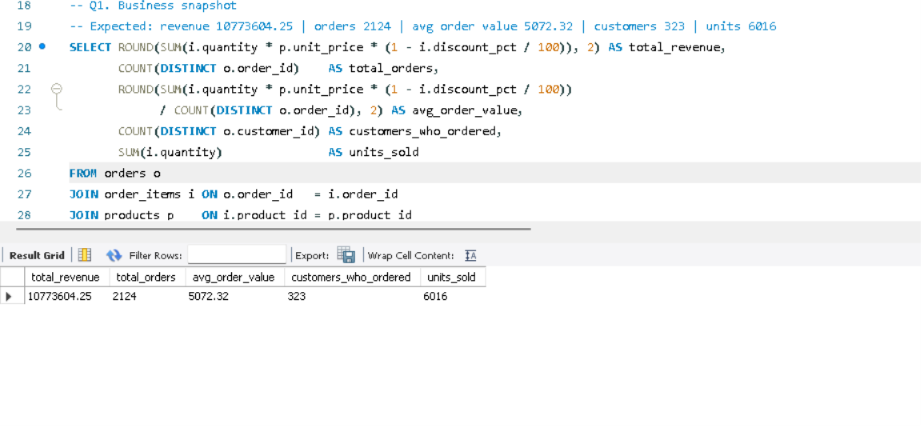 18 -- Q1. Business snapshot
19 -- Expected: revenue 10773604.25 | orders 2124 | avg order value 5072.32 | customers 323 | units 6016
20 SELECT ROUND(SUM(i.quantity * p.unit_price * (1 - i.discount_pct / 100)), 2) AS total_revenue,
21 COUNT(DISTINCT o.order_id) AS total_orders,
22 ROUND(SUM(i.quantity * p.unit_price * (1 - i.discount_pct / 100))
23 / COUNT(DISTINCT o.order_id), 2) AS avg_order_value,
24 COUNT(DISTINCT o.customer_id) AS customers_who_ordered,
25 SUM(i.quantity) AS units_sold
26 FROM orders o
27 JOIN order_items i ON o.order_id = i.order_id
28 JOIN products p ON i.product_id = p.product_id
Result Grid Filter Rows: Export: Wrap Cell Content:
total_revenue total_orders avg_order_value customers_who_ordered units_sold
10773604.25 2124 5072.32 323 6016